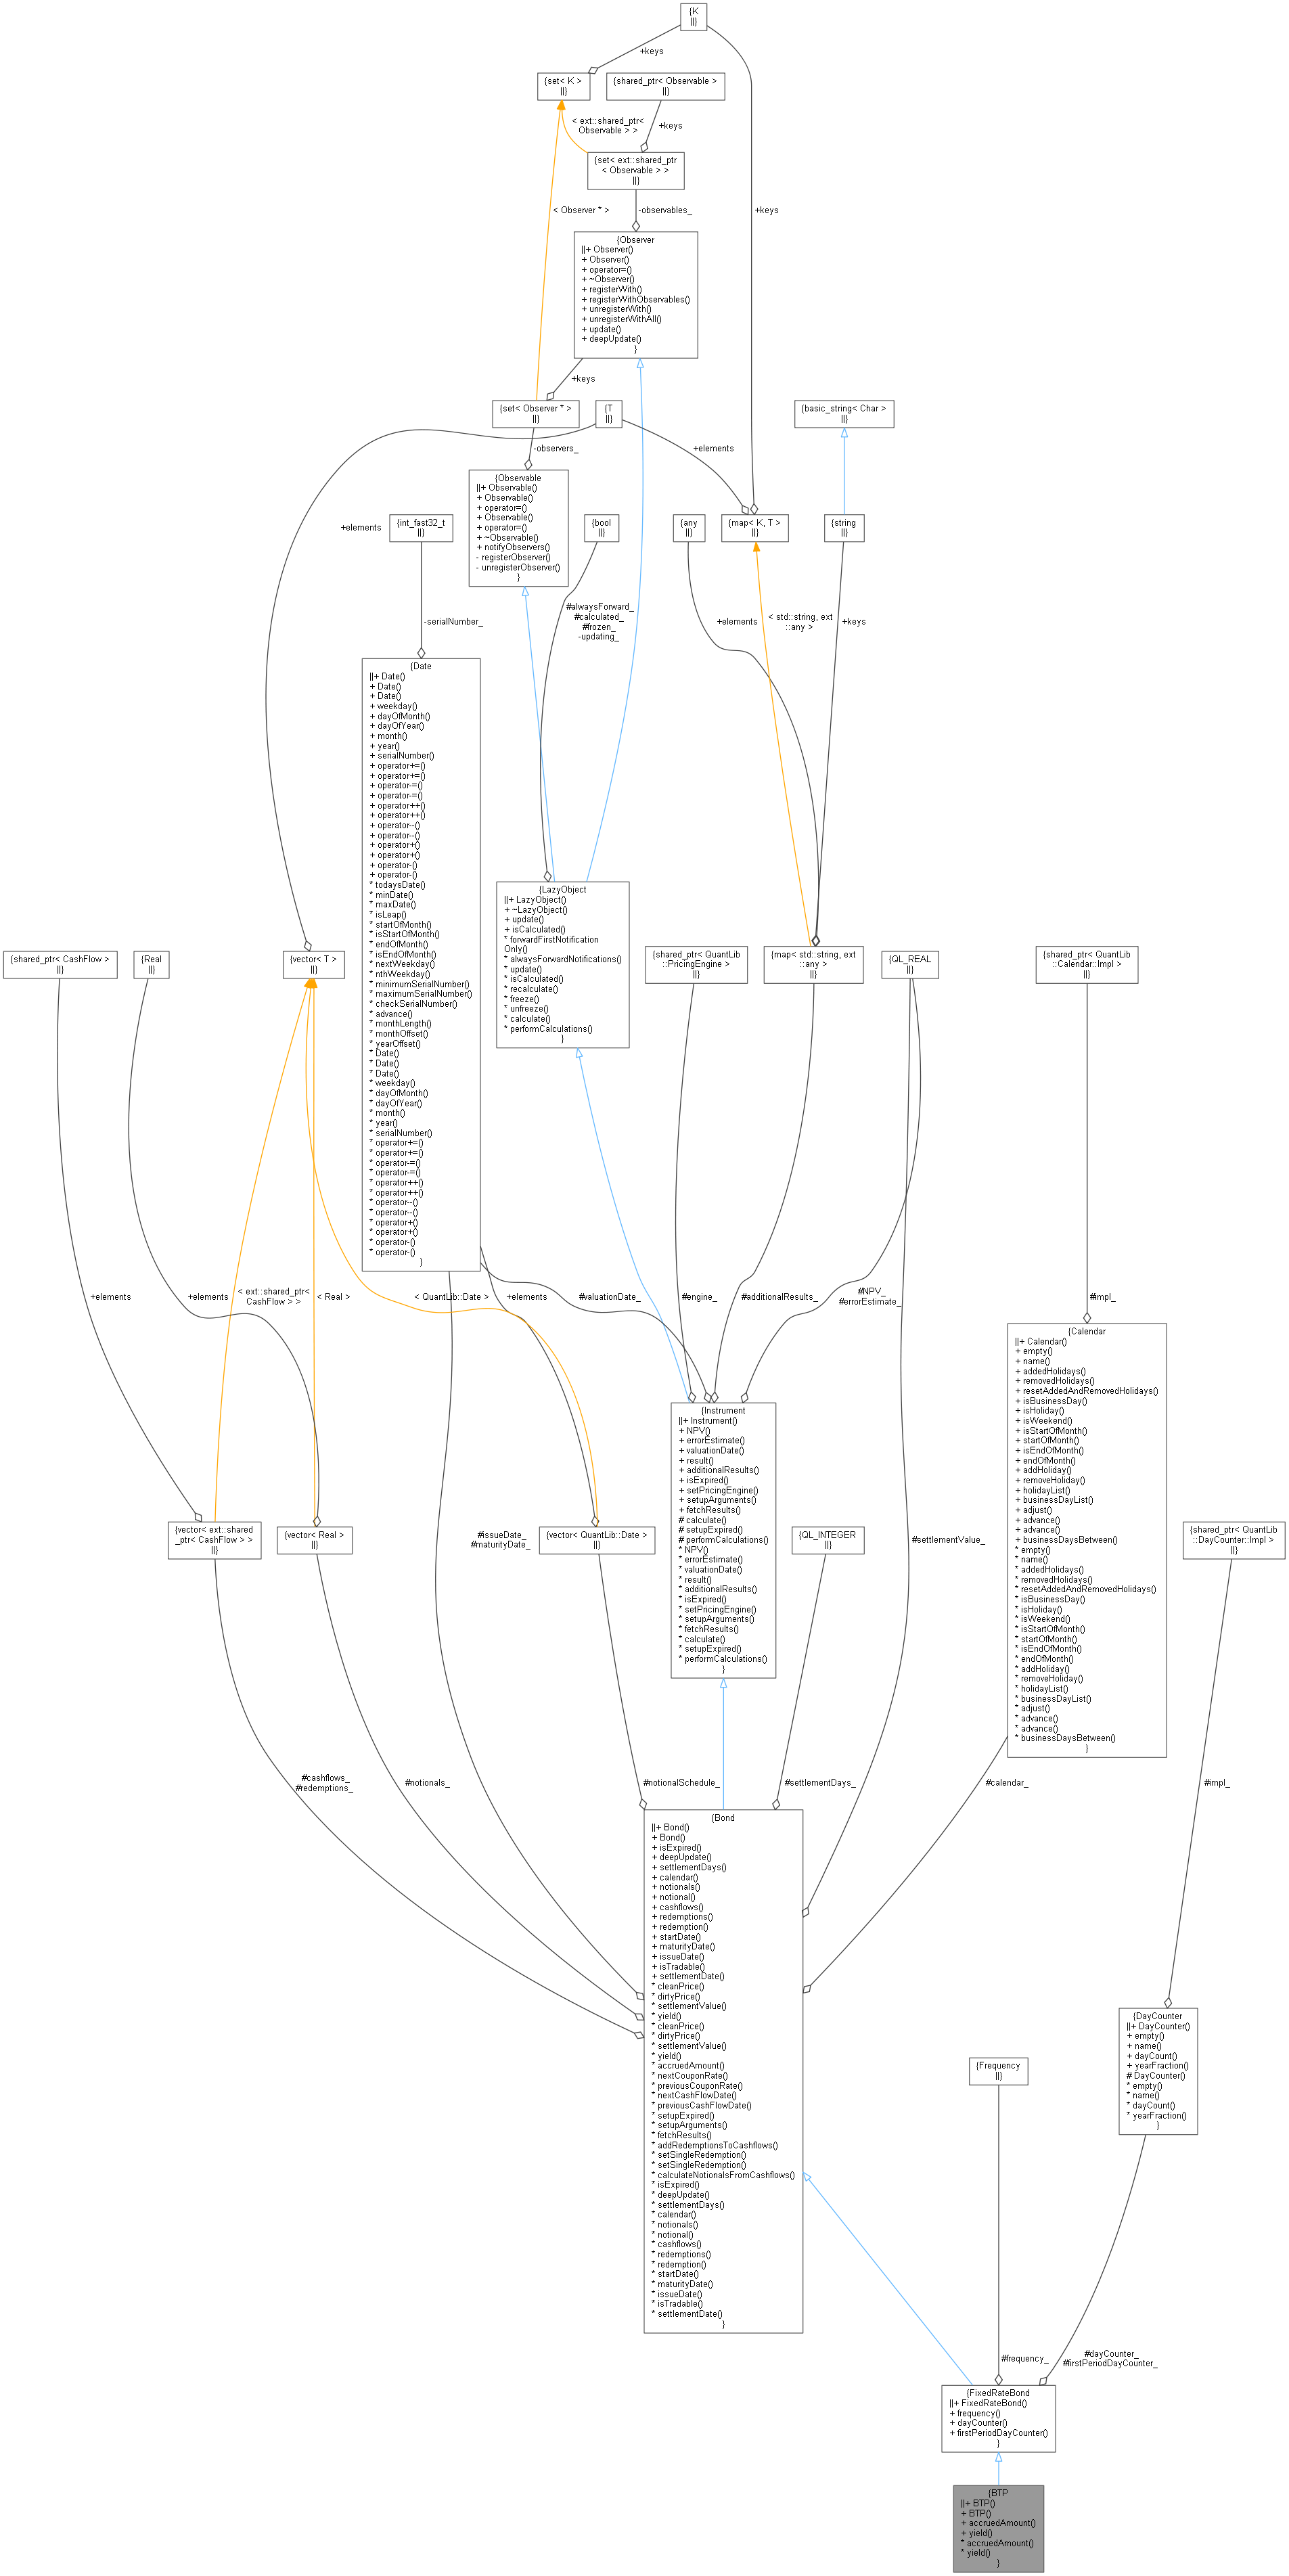 {K
||}
+keys
{set< K >
||}
{shared_ptr< Observable >
||}
< ext::shared_ptr<
Observable > >
+keys
{set< ext::shared_ptr
< Observable > >
||}
< Observer * >
-observables_
+keys
{Observer
||+ Observer()
+ Observer()
+ operator=()
+ ~Observer()
+ registerWith()
+ registerWithObservables()
+ unregisterWith()
+ unregisterWithAll()
+ update()
+ deepUpdate()
}
+keys
{set< Observer * >
||}
{T
||}
{basic_string< Char >
||}
-observers_
+elements
{Observable
||+ Observable()
+ Observable()
+ operator=()
+ Observable()
+ operator=()
+ ~Observable()
+ notifyObservers()
- registerObserver()
- unregisterObserver()
}
+elements
{int_fast32_t
||}
{bool
||}
{any
||}
{map< K, T >
||}
{string
||}
-serialNumber_
#alwaysForward_
#calculated_
#frozen_
-updating_
+elements
< std::string, ext
::any >
+keys
{Date
||+ Date()
+ Date()
+ Date()
+ weekday()
+ dayOfMonth()
+ dayOfYear()
+ month()
+ year()
+ serialNumber()
+ operator+=()
+ operator+=()
+ operator-=()
+ operator-=()
+ operator++()
+ operator++()
+ operator--()
+ operator--()
+ operator+()
+ operator+()
+ operator-()
+ operator-()
* todaysDate()
* minDate()
* maxDate()
* isLeap()
* startOfMonth()
* isStartOfMonth()
* endOfMonth()
* isEndOfMonth()
* nextWeekday()
* nthWeekday()
* minimumSerialNumber()
* maximumSerialNumber()
* checkSerialNumber()
* advance()
* monthLength()
* monthOffset()
* yearOffset()
* Date()
* Date()
* Date()
* weekday()
* dayOfMonth()
* dayOfYear()
* month()
* year()
* serialNumber()
* operator+=()
* operator+=()
* operator-=()
* operator-=()
* operator++()
* operator++()
* operator--()
* operator--()
* operator+()
* operator+()
* operator-()
* operator-()
}
{LazyObject
||+ LazyObject()
+ ~LazyObject()
+ update()
+ isCalculated()
* forwardFirstNotification
Only()
* alwaysForwardNotifications()
* update()
* isCalculated()
* recalculate()
* freeze()
* unfreeze()
* calculate()
* performCalculations()
}
{shared_ptr< CashFlow >
||}
{Real
||}
{vector< T >
||}
{shared_ptr< QuantLib
::PricingEngine >
||}
{map< std::string, ext
::any >
||}
{QL_REAL
||}
{shared_ptr< QuantLib
::Calendar::Impl >
||}
+elements
+elements
< ext::shared_ptr<
CashFlow > >
< Real >
< QuantLib::Date >
+elements
#valuationDate_
#engine_
#additionalResults_
#NPV_
#errorEstimate_
#impl_
{Calendar
||+ Calendar()
+ empty()
+ name()
+ addedHolidays()
+ removedHolidays()
+ resetAddedAndRemovedHolidays()
+ isBusinessDay()
+ isHoliday()
+ isWeekend()
+ isStartOfMonth()
+ startOfMonth()
+ isEndOfMonth()
+ endOfMonth()
+ addHoliday()
+ removeHoliday()
+ holidayList()
+ businessDayList()
+ adjust()
+ advance()
+ advance()
+ businessDaysBetween()
* empty()
* name()
* addedHolidays()
* removedHolidays()
* resetAddedAndRemovedHolidays()
* isBusinessDay()
* isHoliday()
* isWeekend()
* isStartOfMonth()
* startOfMonth()
* isEndOfMonth()
* endOfMonth()
* addHoliday()
* removeHoliday()
* holidayList()
* businessDayList()
* adjust()
* advance()
* advance()
* businessDaysBetween()
}
{Instrument
||+ Instrument()
+ NPV()
+ errorEstimate()
+ valuationDate()
+ result()
+ additionalResults()
+ isExpired()
+ setPricingEngine()
+ setupArguments()
+ fetchResults()
# calculate()
# setupExpired()
# performCalculations()
* NPV()
* errorEstimate()
* valuationDate()
* result()
* additionalResults()
* isExpired()
* setPricingEngine()
* setupArguments()
* fetchResults()
* calculate()
* setupExpired()
* performCalculations()
}
{vector< ext::shared
_ptr< CashFlow > >
||}
{vector< Real >
||}
#issueDate_
#maturityDate_
{vector< QuantLib::Date >
||}
{QL_INTEGER
||}
#settlementValue_
{shared_ptr< QuantLib
::DayCounter::Impl >
||}
#cashflows_
#redemptions_
#notionals_
#notionalSchedule_
#settlementDays_
#calendar_
#impl_
{Bond
||+ Bond()
+ Bond()
+ isExpired()
+ deepUpdate()
+ settlementDays()
+ calendar()
+ notionals()
+ notional()
+ cashflows()
+ redemptions()
+ redemption()
+ startDate()
+ maturityDate()
+ issueDate()
+ isTradable()
+ settlementDate()
* cleanPrice()
* dirtyPrice()
* settlementValue()
* yield()
* cleanPrice()
* dirtyPrice()
* settlementValue()
* yield()
* accruedAmount()
* nextCouponRate()
* previousCouponRate()
* nextCashFlowDate()
* previousCashFlowDate()
* setupExpired()
* setupArguments()
* fetchResults()
* addRedemptionsToCashflows()
* setSingleRedemption()
* setSingleRedemption()
* calculateNotionalsFromCashflows()
* isExpired()
* deepUpdate()
* settlementDays()
* calendar()
* notionals()
* notional()
* cashflows()
* redemptions()
* redemption()
* startDate()
* maturityDate()
* issueDate()
* isTradable()
* settlementDate()
}
{DayCounter
||+ DayCounter()
+ empty()
+ name()
+ dayCount()
+ yearFraction()
# DayCounter()
* empty()
* name()
* dayCount()
* yearFraction()
}
{Frequency
||}
#frequency_
#dayCounter_
#firstPeriodDayCounter_
{FixedRateBond
||+ FixedRateBond()
+ frequency()
+ dayCounter()
+ firstPeriodDayCounter()
}
{BTP
||+ BTP()
+ BTP()
+ accruedAmount()
+ yield()
* accruedAmount()
* yield()
}